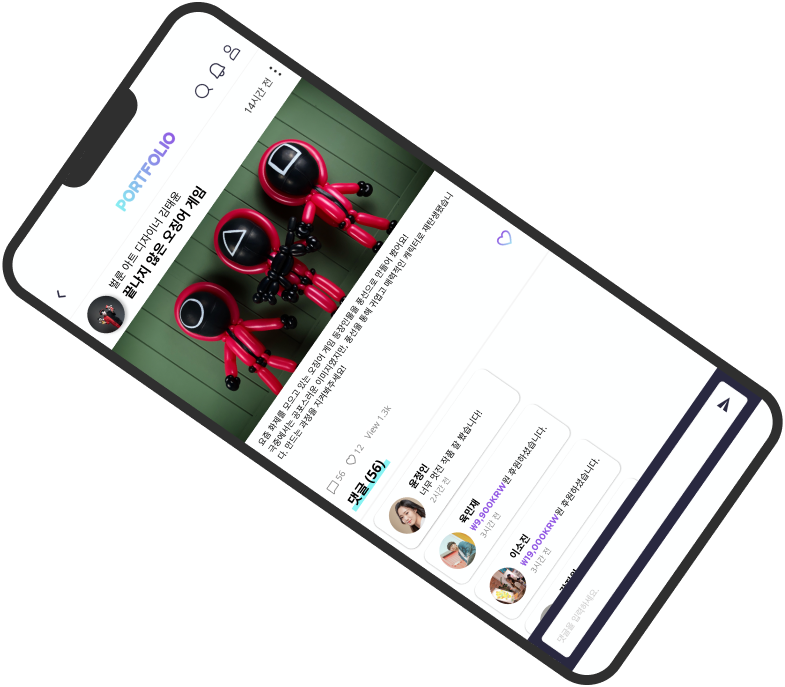 PORTFOLIO
벌룬 아트 디자이너 김태윤
끝나지 않은 오징어 게임
14시간 전
요즘 화제를 모으고 있는 오징어 게임 등장인물을 풍선으로 만들어 봤어요!
극중에서는 공포스러운 이미지였지만, 풍선을 통해 귀엽고 매력적인 캐릭터로 재탄생됐습니
다. 만드는 과정을 지켜봐주세요!
56
12
View 1.3k
댓글 (56)
윤정인
너무 멋진 작품 잘 봤습니다!
2시간 전
육민재
₩9,900KRW원 후원하셨습니다.
3시간 전
이소진
₩19,000KRW원 후원하셨습니다.
3시간 전
댓글을 입력하세요.